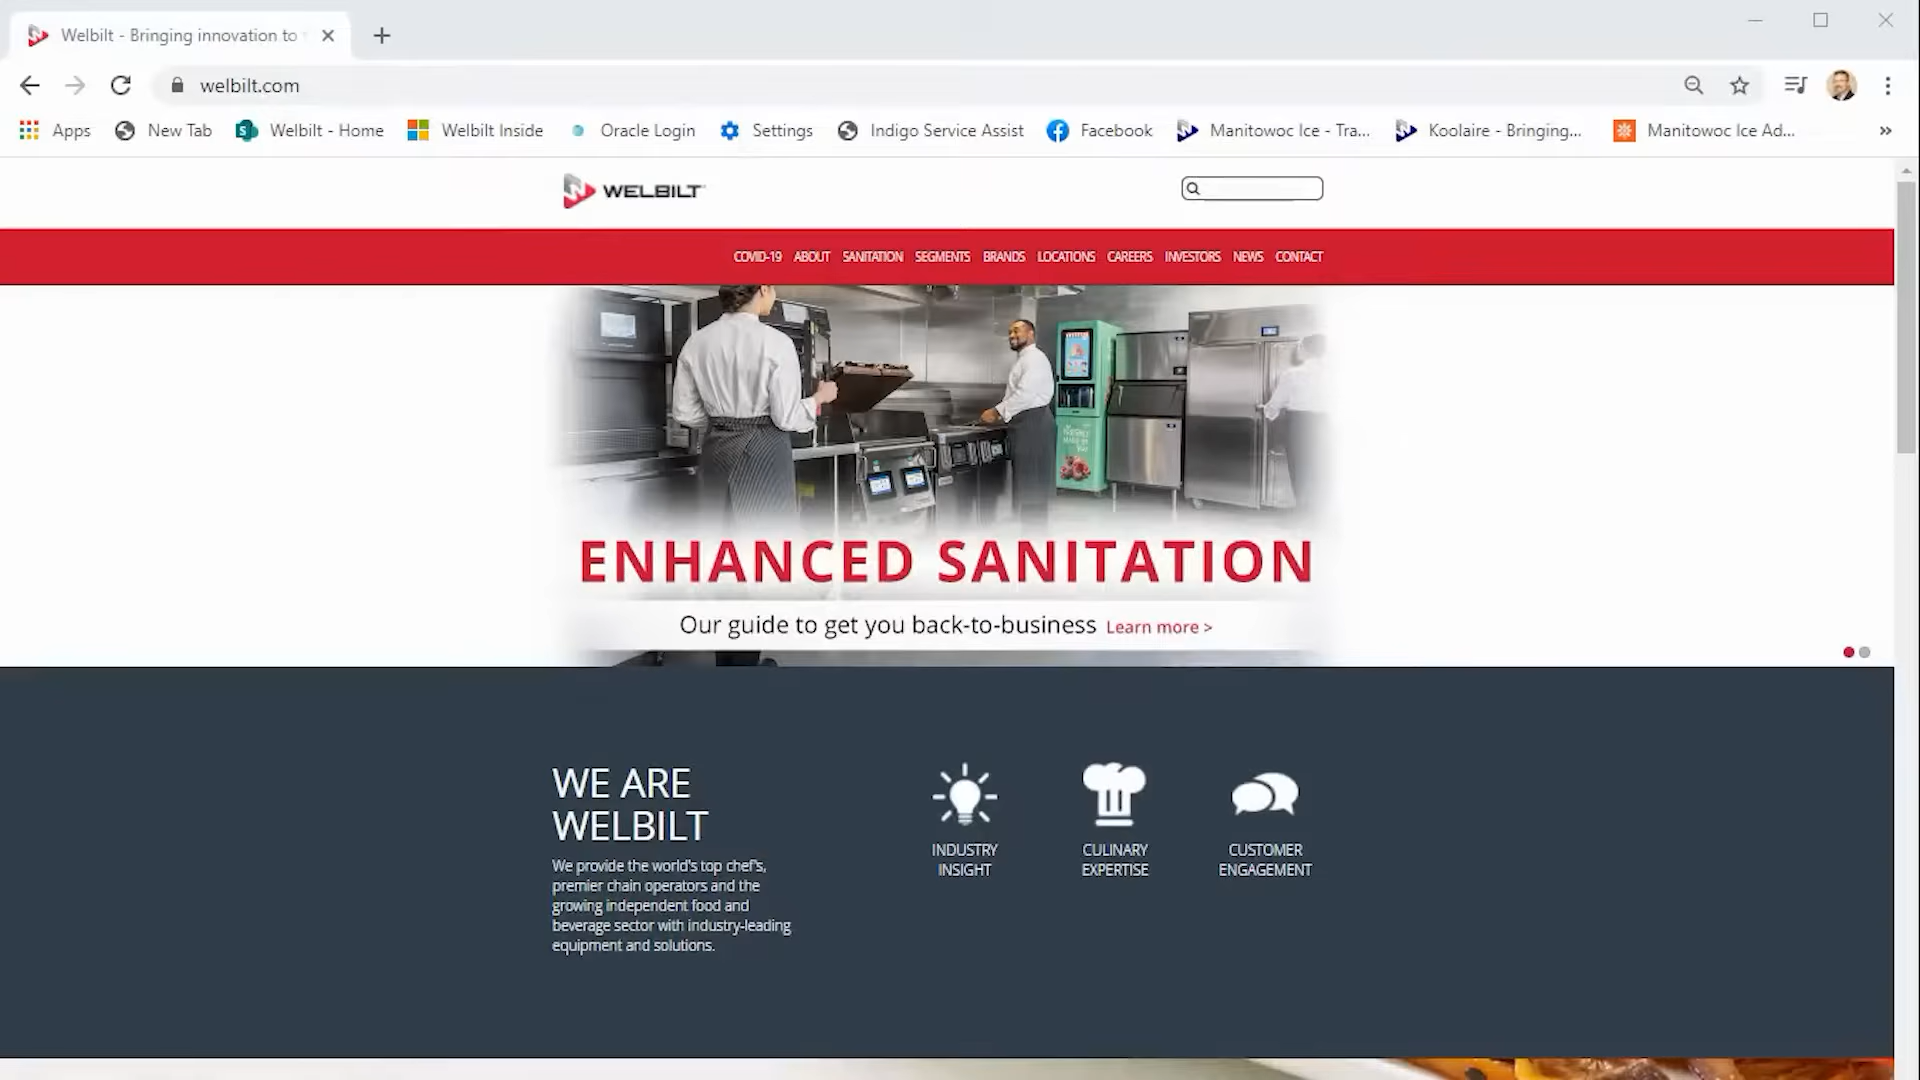 Welbilt - Bringing innovation to
welbilt.com
Apps New Tab Welbilt - Home Welbilt Inside Oracle Login Settings Indigo Service Assist Facebook Manitowoc Ice - Tra... Koolaire - Bringing... Manitowoc Ice Ad... »
WELBILT
COVID-19 ABOUT SANITATION SEGMENTS BRANDS LOCATIONS CAREERS INVESTORS NEWS CONTACT
ENHANCED SANITATION
Our guide to get you back-to-business Learn more >
WE ARE
WELBILT
We provide the world's top chef's,
premier chain operators and the
growing independent food and
beverage sector with industry-leading
equipment and solutions.
INDUSTRY
INSIGHT
CULINARY
EXPERTISE
CUSTOMER
ENGAGEMENT